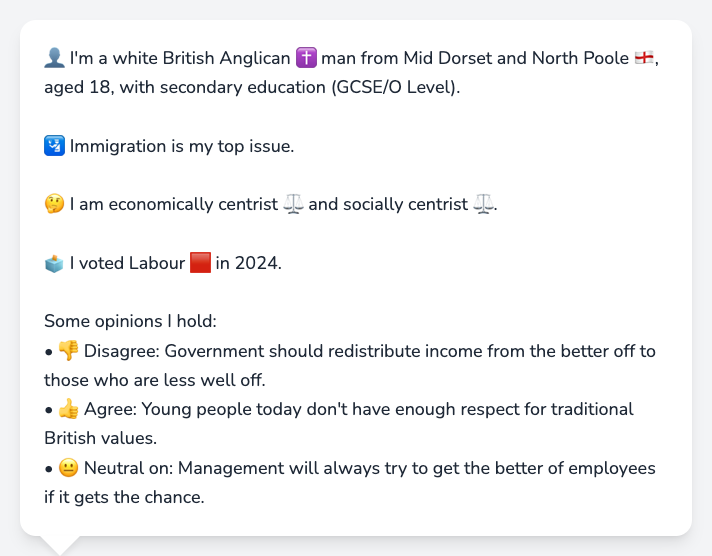 👤 I'm a white British Anglican ✝️ man from Mid Dorset and North Poole 🏴󠁧󠁢󠁥󠁮󠁧󠁿,
aged 18, with secondary education (GCSE/O Level).
🛂 Immigration is my top issue.
🤔 I am economically centrist ⚖️ and socially centrist ⚖️.
🗳️ I voted Labour 🟥 in 2024.
Some opinions I hold:
• 👎 Disagree: Government should redistribute income from the better off to
those who are less well off.
• 👍 Agree: Young people today don't have enough respect for traditional
British values.
• 😐 Neutral on: Management will always try to get the better of employees
if it gets the chance.